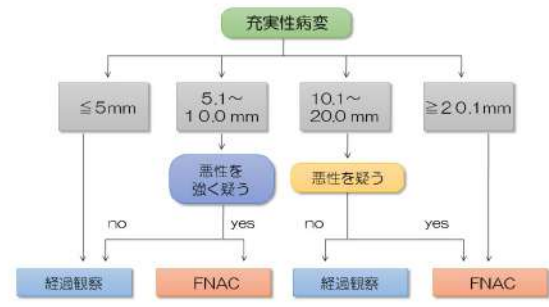 充実性病変
≦5mm
5.1～
10.0 mm
10.1～
20.0 mm
≧20.1mm
悪性を
強く疑う
悪性を疑う
no
yes
no
yes
経過観察
FNAC
経過観察
FNAC